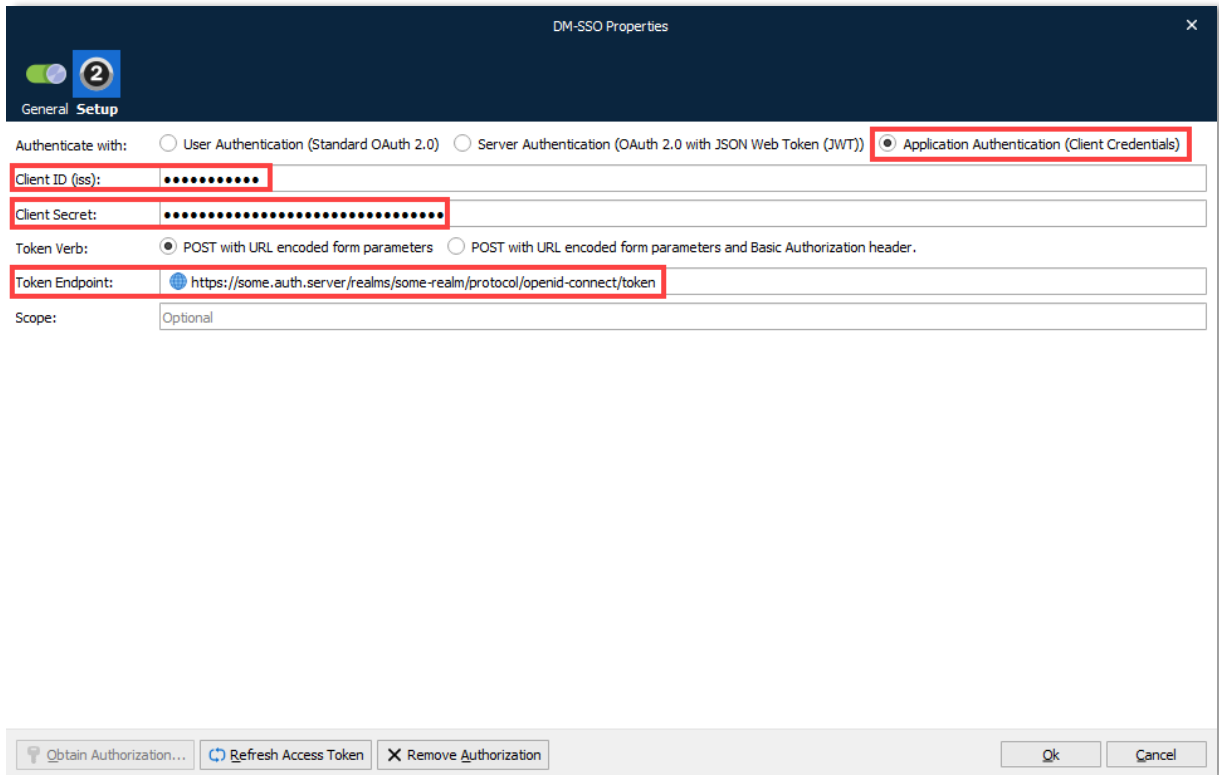 DM-SSO Properties
2
General Setup
Authenticate with: User Authentication (Standard OAuth 2.0) Server Authentication (OAuth 2.0 with JSON Web Token (JWT)) Application Authentication (Client Credentials)
Client ID (iss): •••••••••••
Client Secret: ••••••••••••••••••••••••••••••••
Token Verb: POST with URL encoded form parameters POST with URL encoded form parameters and Basic Authorization header.
Token Endpoint: https://some.auth.server/realms/some-realm/protocol/openid-connect/token
Scope: Optional
Obtain Authorization... Refresh Access Token Remove Authorization Ok Cancel